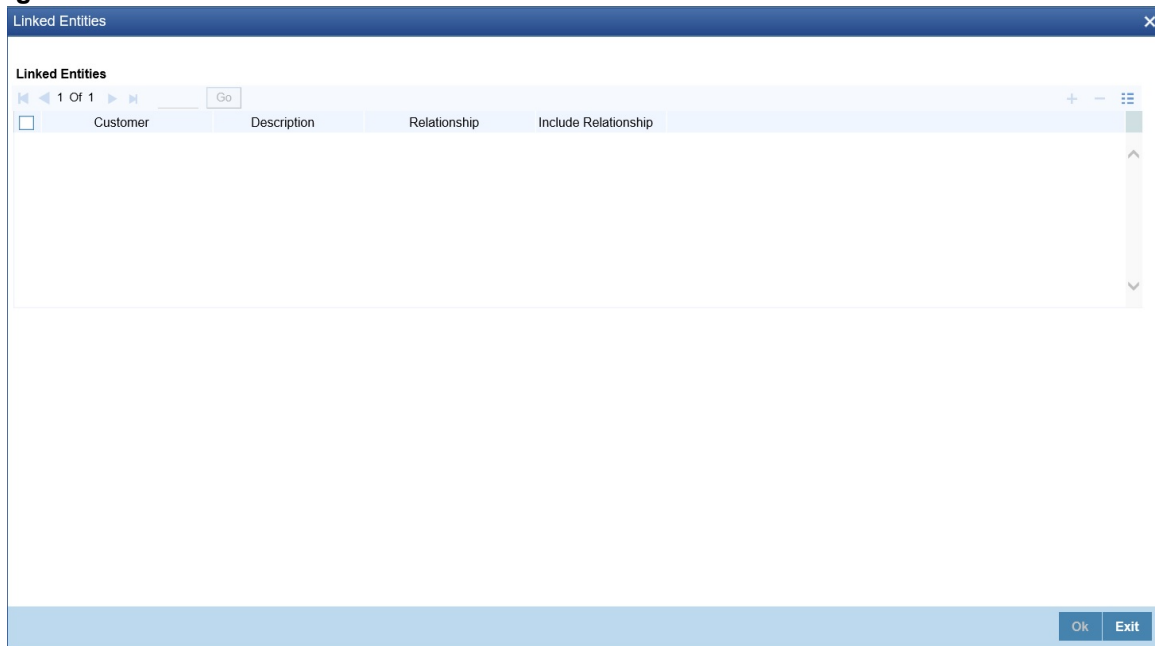 Linked Entities
Linked Entities
1 Of 1 Go
Customer Description Relationship Include Relationship
Ok Exit